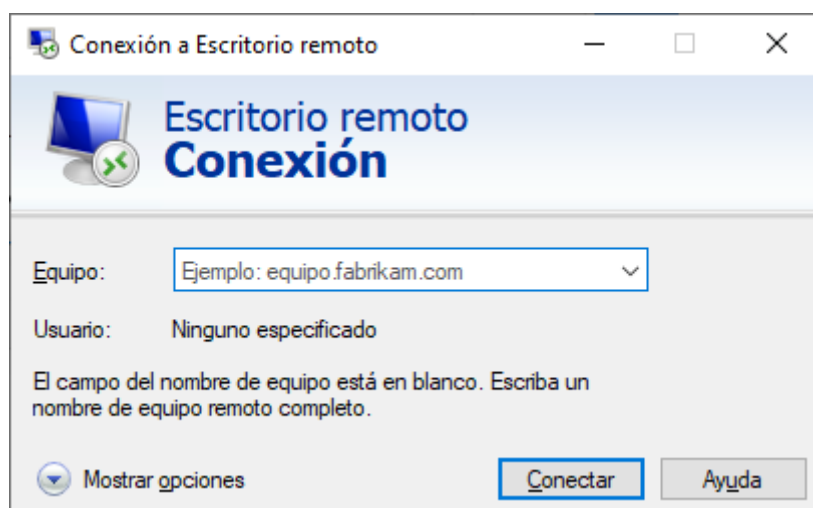 Conexión a Escritorio remoto
Escritorio remoto
Conexión
Equipo: Ejemplo: equipo.fabrikam.com
Usuario: Ninguno especificado
El campo del nombre de equipo está en blanco. Escriba un
nombre de equipo remoto completo.
Mostrar opciones Conectar Ayuda